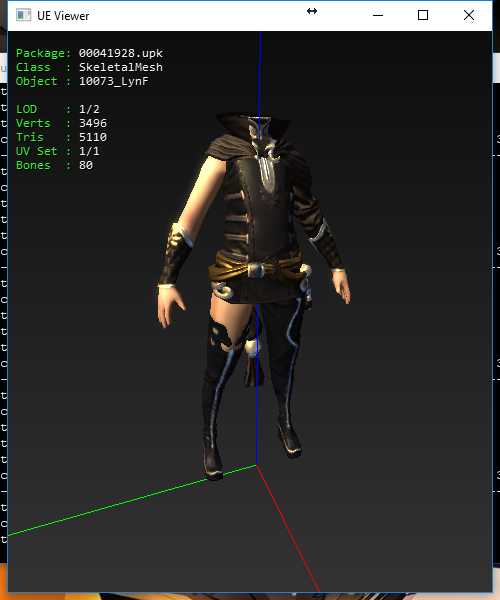 UE Viewer
Package: 00041928.upk
Class : SkeletalMesh
Object : 10073_LynF
LOD : 1/2
Verts : 3496
Tris : 5110
UV Set : 1/1
Bones : 80